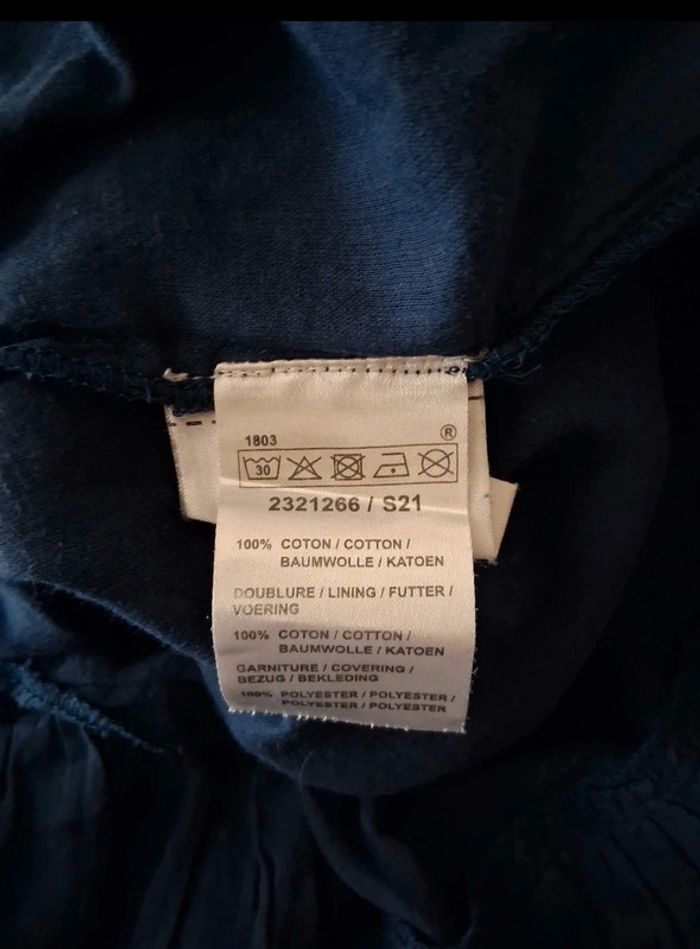 1803
®
30
2321266 / S21
100% COTON / COTTON /
BAUMWOLLE / KATOEN
DOUBLURE / LINING / FUTTER /
VOERING
100% COTON / COTTON /
BAUMWOLLE / KATOEN
GARNITURE / COVERING /
BEZUG / BEKLEDING
100% POLYESTER / POLYESTER /
POLYESTER / POLYESTER